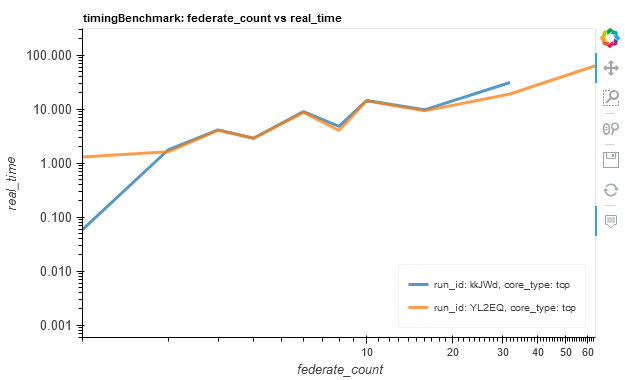 timingBenchmark: federate_count vs real_time
100.000
10.000
1.000
0.100
0.010
0.001
real_time
run_id: kkJWd, core_type: tcp
run_id: YL2EQ, core_type: tcp
10 20 30 40 50 60
federate_count